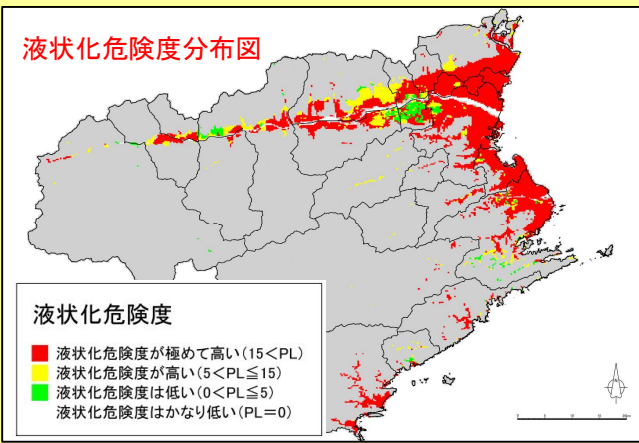 液状化危険度分布図
液状化危険度
液状化危険度が極めて高い(15<PL)
液状化危険度が高い(5<PL≦15)
液状化危険度は低い(0<PL≦5)
液状化危険度はかなり低い(PL=0)